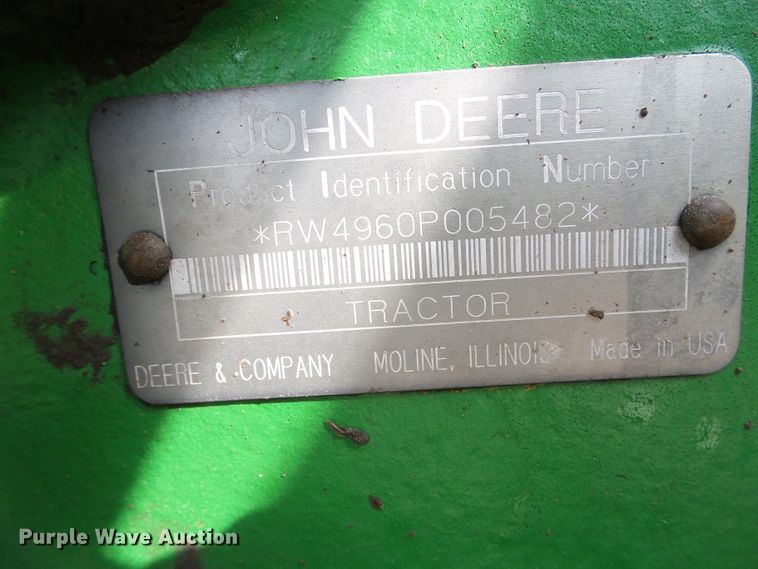 JOHN DEERE
Product Identification Number
*RW4960P005482*
TRACTOR
DEERE & COMPANY MOLINE, ILLINOIS Made in USA
Purple Wave Auction